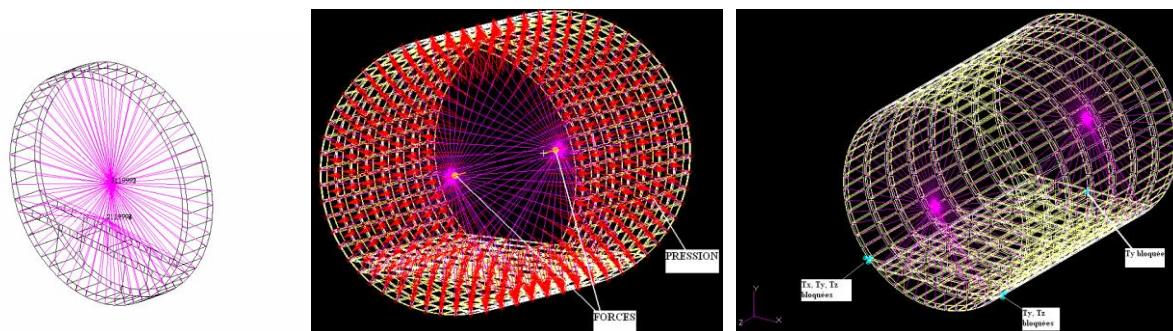 PRESSION
FORCES
Ty bloquée
Tx, Ty, Tz
bloquées
Ty, Tz
bloquées
Y
Z
X